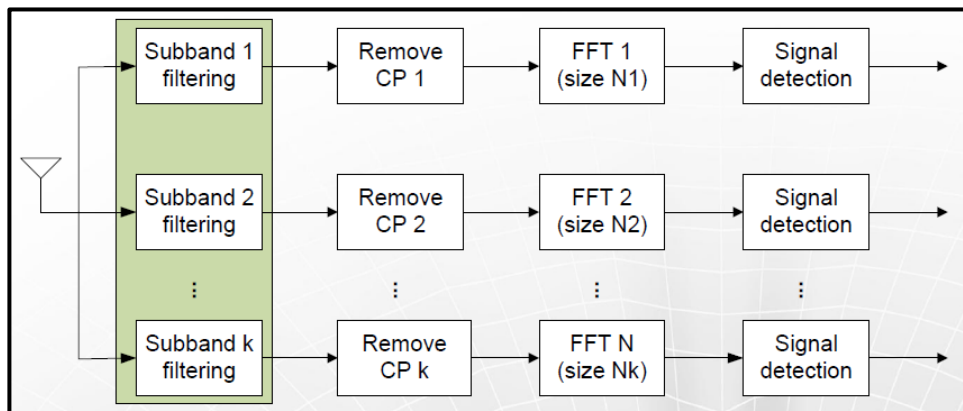 Subband 1
filtering
Remove
CP 1
FFT 1
(size N1)
Signal
detection
Subband 2
filtering
Remove
CP 2
FFT 2
(size N2)
Signal
detection
...
...
...
...
Subband k
filtering
Remove
CP k
FFT N
(size Nk)
Signal
detection